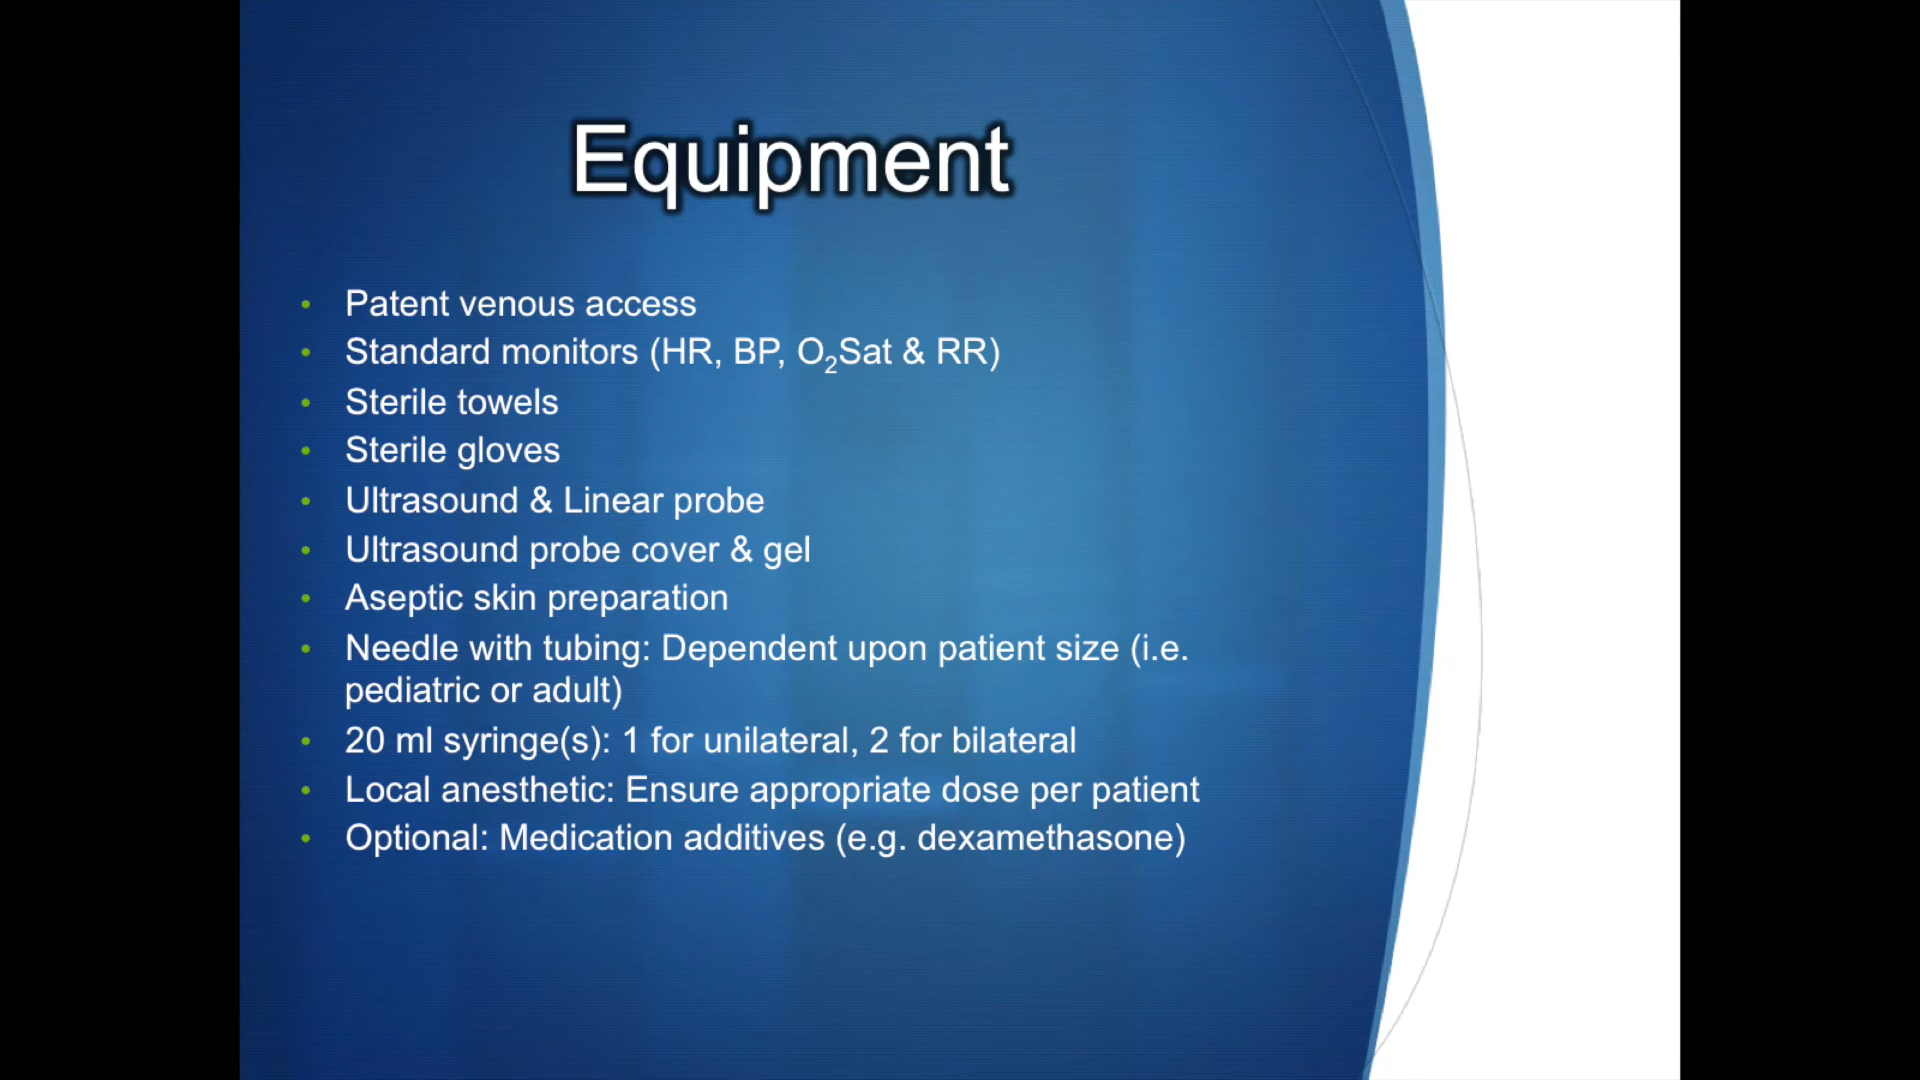 Equipment
• Patent venous access
• Standard monitors (HR, BP, O₂Sat & RR)
• Sterile towels
• Sterile gloves
• Ultrasound & Linear probe
• Ultrasound probe cover & gel
• Aseptic skin preparation
• Needle with tubing: Dependent upon patient size (i.e.
pediatric or adult)
• 20 ml syringe(s): 1 for unilateral, 2 for bilateral
• Local anesthetic: Ensure appropriate dose per patient
• Optional: Medication additives (e.g. dexamethasone)